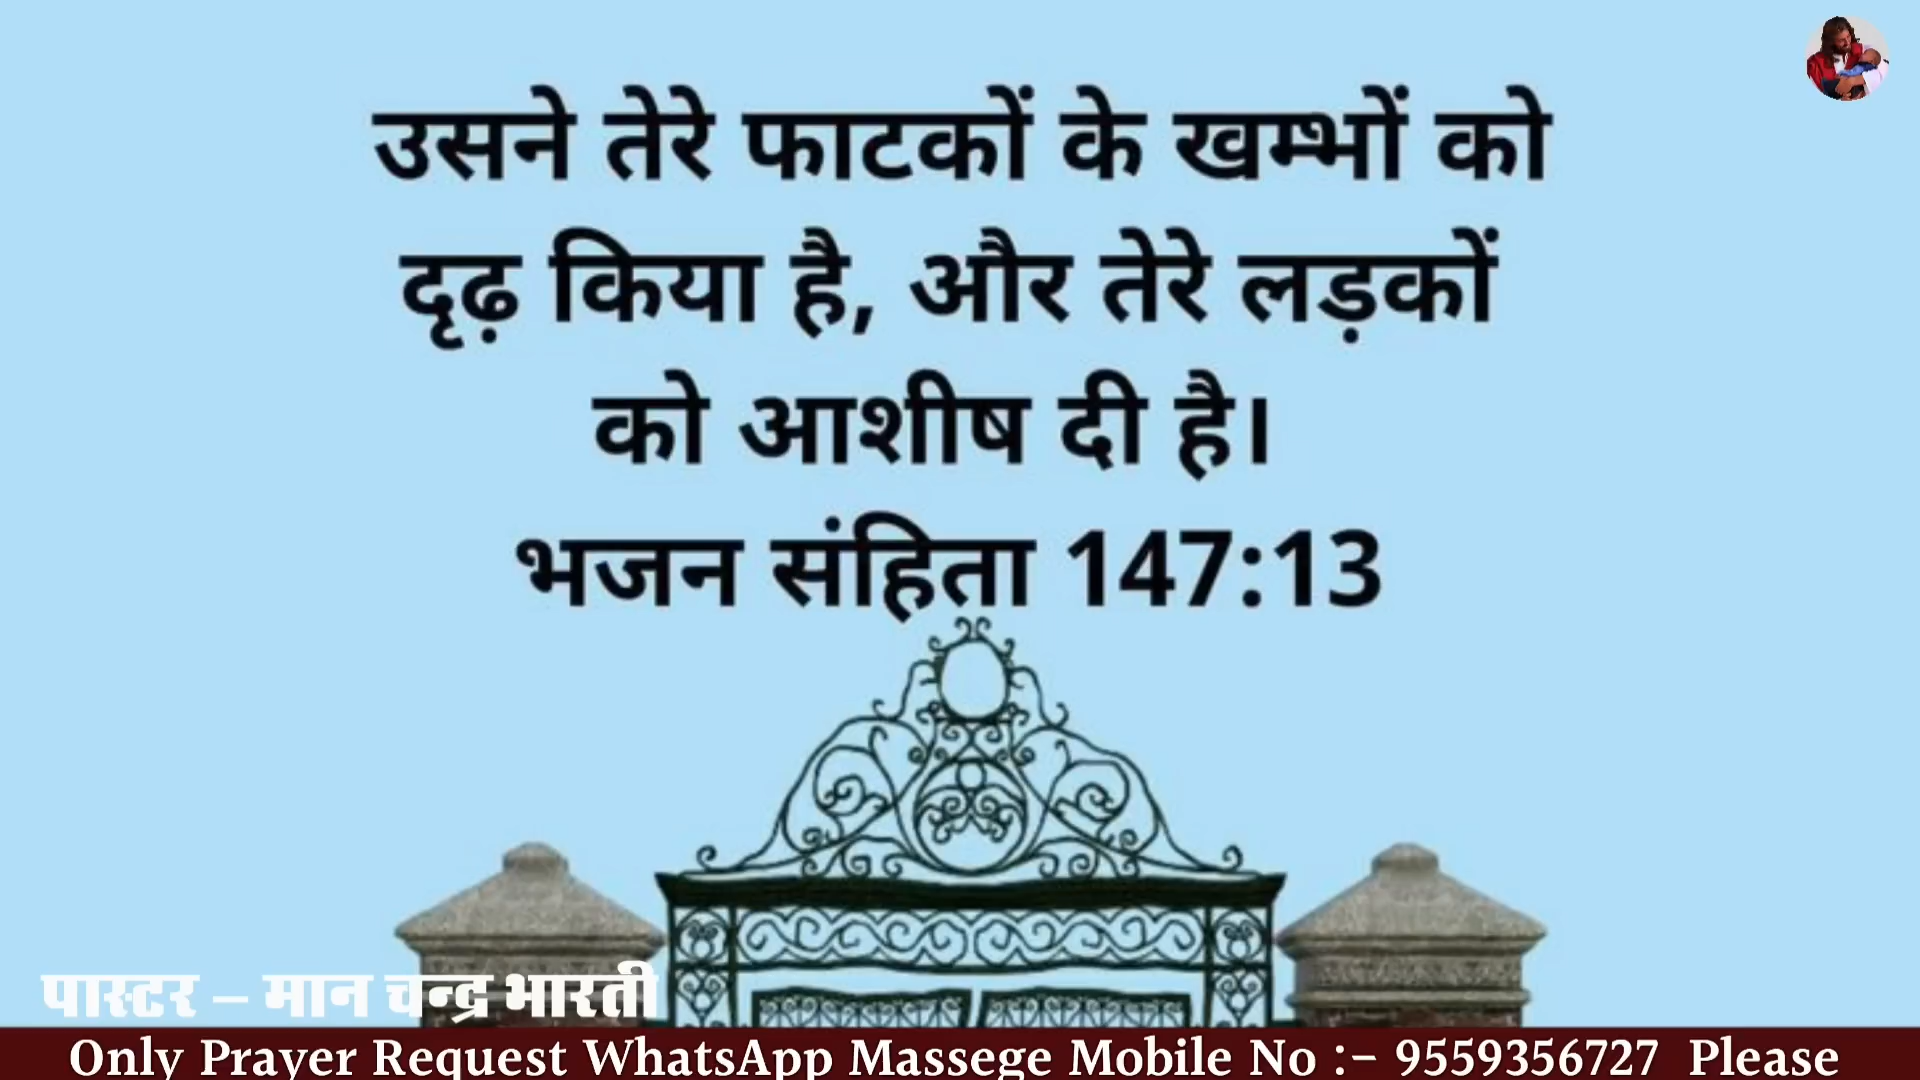 उसने तेरे फाटकों के खम्भों को
दृढ़ किया है, और तेरे लड़कों
को आशीष दी है।
भजन संहिता 147:13
पास्टर – मान चन्द्र भारती
Only Prayer Request WhatsApp Massege Mobile No :– 9559356727 Please